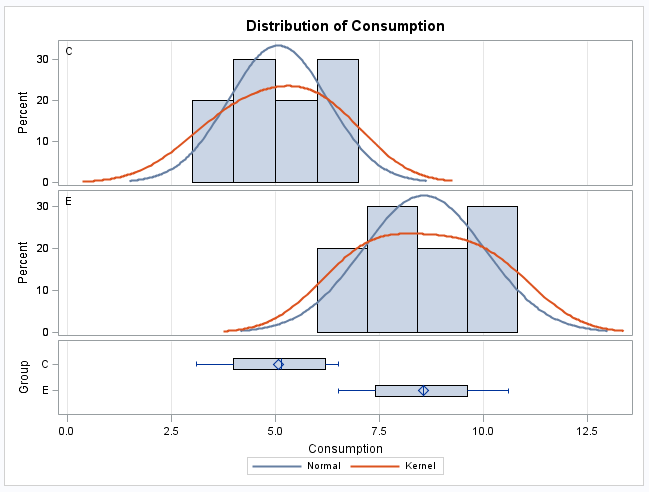 Distribution of Consumption
C
30
20
10
0
Percent
E
30
20
10
0
Percent
C
E
Group
0.0 2.5 5.0 7.5 10.0 12.5
Consumption
Normal Kernel